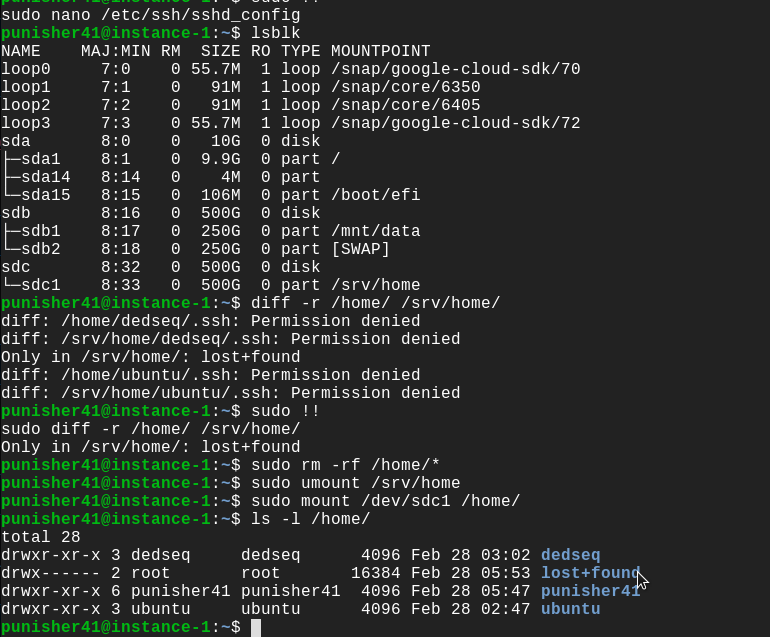 sudo nano /etc/ssh/sshd_config
punisher41@instance-1:~$ lsblk
NAME    MAJ:MIN RM  SIZE RO TYPE MOUNTPOINT
loop0     7:0    0 55.7M  1 loop /snap/google-cloud-sdk/70
loop1     7:1    0   91M  1 loop /snap/core/6350
loop2     7:2    0   91M  1 loop /snap/core/6405
loop3     7:3    0 55.7M  1 loop /snap/google-cloud-sdk/72
sda       8:0    0   10G  0 disk
├─sda1    8:1    0  9.9G  0 part /
├─sda14   8:14   0    4M  0 part
└─sda15   8:15   0  106M  0 part /boot/efi
sdb       8:16   0  500G  0 disk
├─sdb1    8:17   0  250G  0 part /mnt/data
└─sdb2    8:18   0  250G  0 part [SWAP]
sdc       8:32   0  500G  0 disk
└─sdc1    8:33   0  500G  0 part /srv/home
punisher41@instance-1:~$ diff -r /home/ /srv/home/
diff: /home/dedseq/.ssh: Permission denied
diff: /srv/home/dedseq/.ssh: Permission denied
Only in /srv/home/: lost+found
diff: /home/ubuntu/.ssh: Permission denied
diff: /srv/home/ubuntu/.ssh: Permission denied
punisher41@instance-1:~$ sudo !!
sudo diff -r /home/ /srv/home/
Only in /srv/home/: lost+found
punisher41@instance-1:~$ sudo rm -rf /home/*
punisher41@instance-1:~$ sudo umount /srv/home
punisher41@instance-1:~$ sudo mount /dev/sdc1 /home/
punisher41@instance-1:~$ ls -l /home/
total 28
drwxr-xr-x 3 dedseq     dedseq      4096 Feb 28 03:02 dedseq
drwx------ 2 root       root       16384 Feb 28 05:53 lost+found
drwxr-xr-x 6 punisher41 punisher41  4096 Feb 28 05:47 punisher41
drwxr-xr-x 3 ubuntu     ubuntu      4096 Feb 28 02:47 ubuntu
punisher41@instance-1:~$